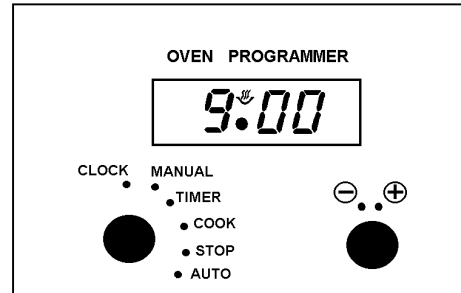 OVEN PROGRAMMER
9:00
CLOCK MANUAL
TIMER
COOK
STOP
AUTO
− +